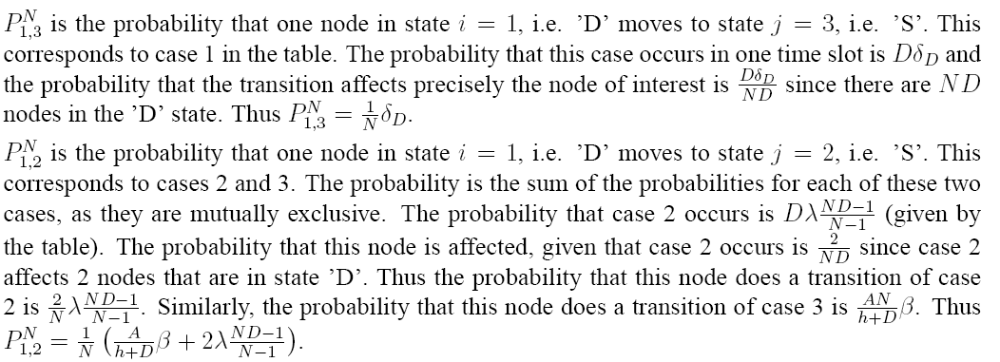 $P_{1,3}^{N}$ is the probability that one node in state $i = 1$, i.e. 'D' moves to state $j = 3$, i.e. 'S'. This
corresponds to case 1 in the table. The probability that this case occurs in one time slot is $D\delta_D$ and
the probability that the transition affects precisely the node of interest is $\frac{D\delta_D}{ND}$ since there are $ND$
nodes in the 'D' state. Thus $P_{1,3}^{N} = \frac{1}{N}\delta_D$.
$P_{1,2}^{N}$ is the probability that one node in state $i = 1$, i.e. 'D' moves to state $j = 2$, i.e. 'S'. This
corresponds to cases 2 and 3. The probability is the sum of the probabilities for each of these two
cases, as they are mutually exclusive. The probability that case 2 occurs is $D\lambda\frac{ND-1}{N-1}$ (given by
the table). The probability that this node is affected, given that case 2 occurs is $\frac{2}{ND}$ since case 2
affects 2 nodes that are in state 'D'. Thus the probability that this node does a transition of case
2 is $\frac{2}{N}\lambda\frac{ND-1}{N-1}$. Similarly, the probability that this node does a transition of case 3 is $\frac{AN}{h+D}\beta$. Thus
$P_{1,2}^{N} = \frac{1}{N}\left(\frac{A}{h+D}\beta + 2\lambda\frac{ND-1}{N-1}\right)$.